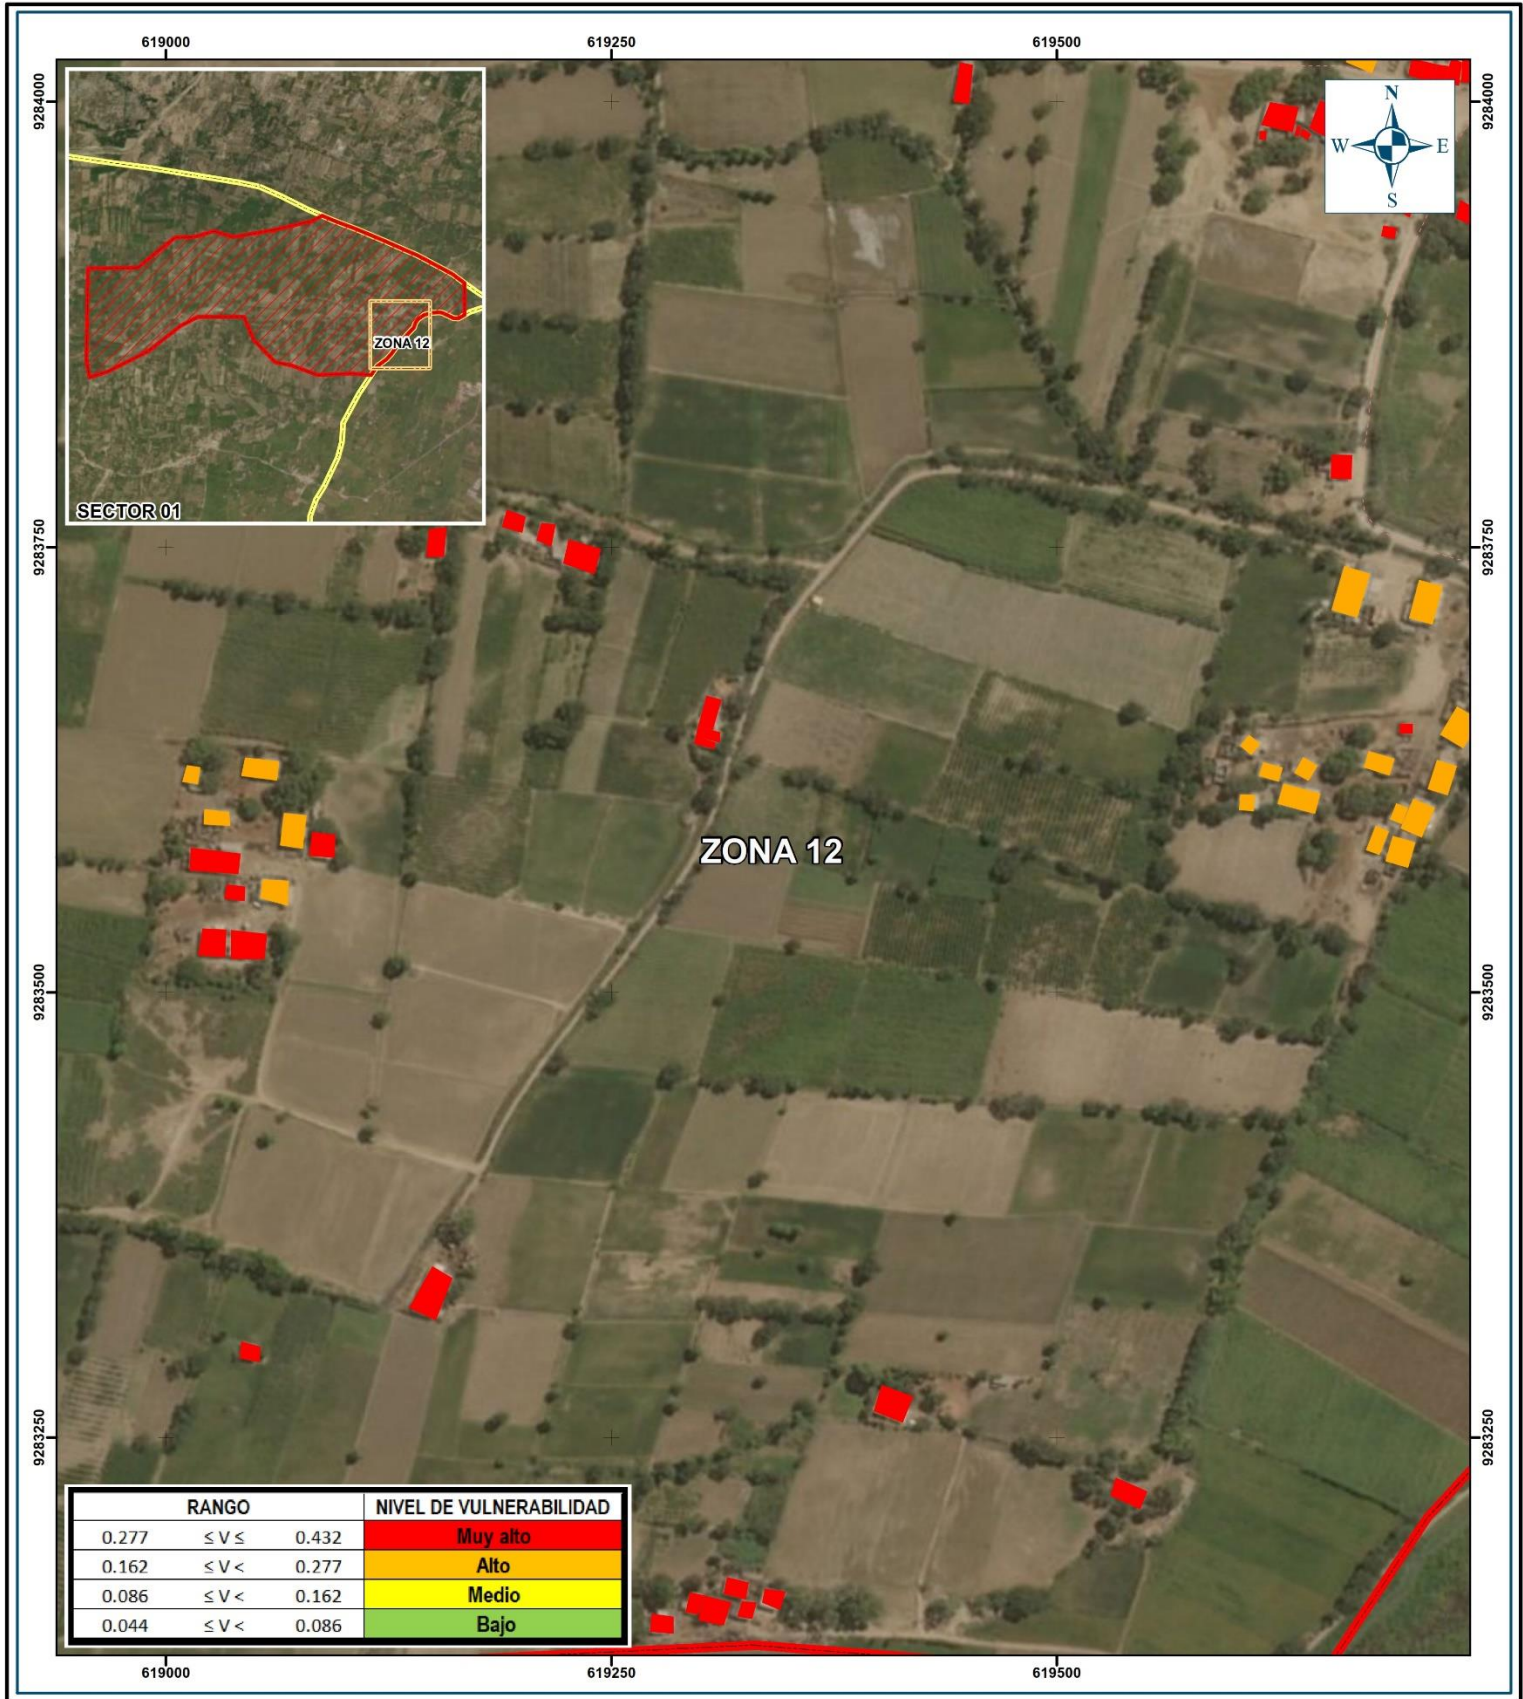 619000 619250 619500
9284000 9284000
N
W E
S
ZONA 12
SECTOR 01
9283750 9283750
ZONA 12
9283500 9283500
9283250 9283250
RANGO NIVEL DE VULNERABILIDAD
0.277 ≤ V ≤ 0.432 Muy alto
0.162 ≤ V < 0.277 Alto
0.086 ≤ V < 0.162 Medio
0.044 ≤ V < 0.086 Bajo
619000 619250 619500